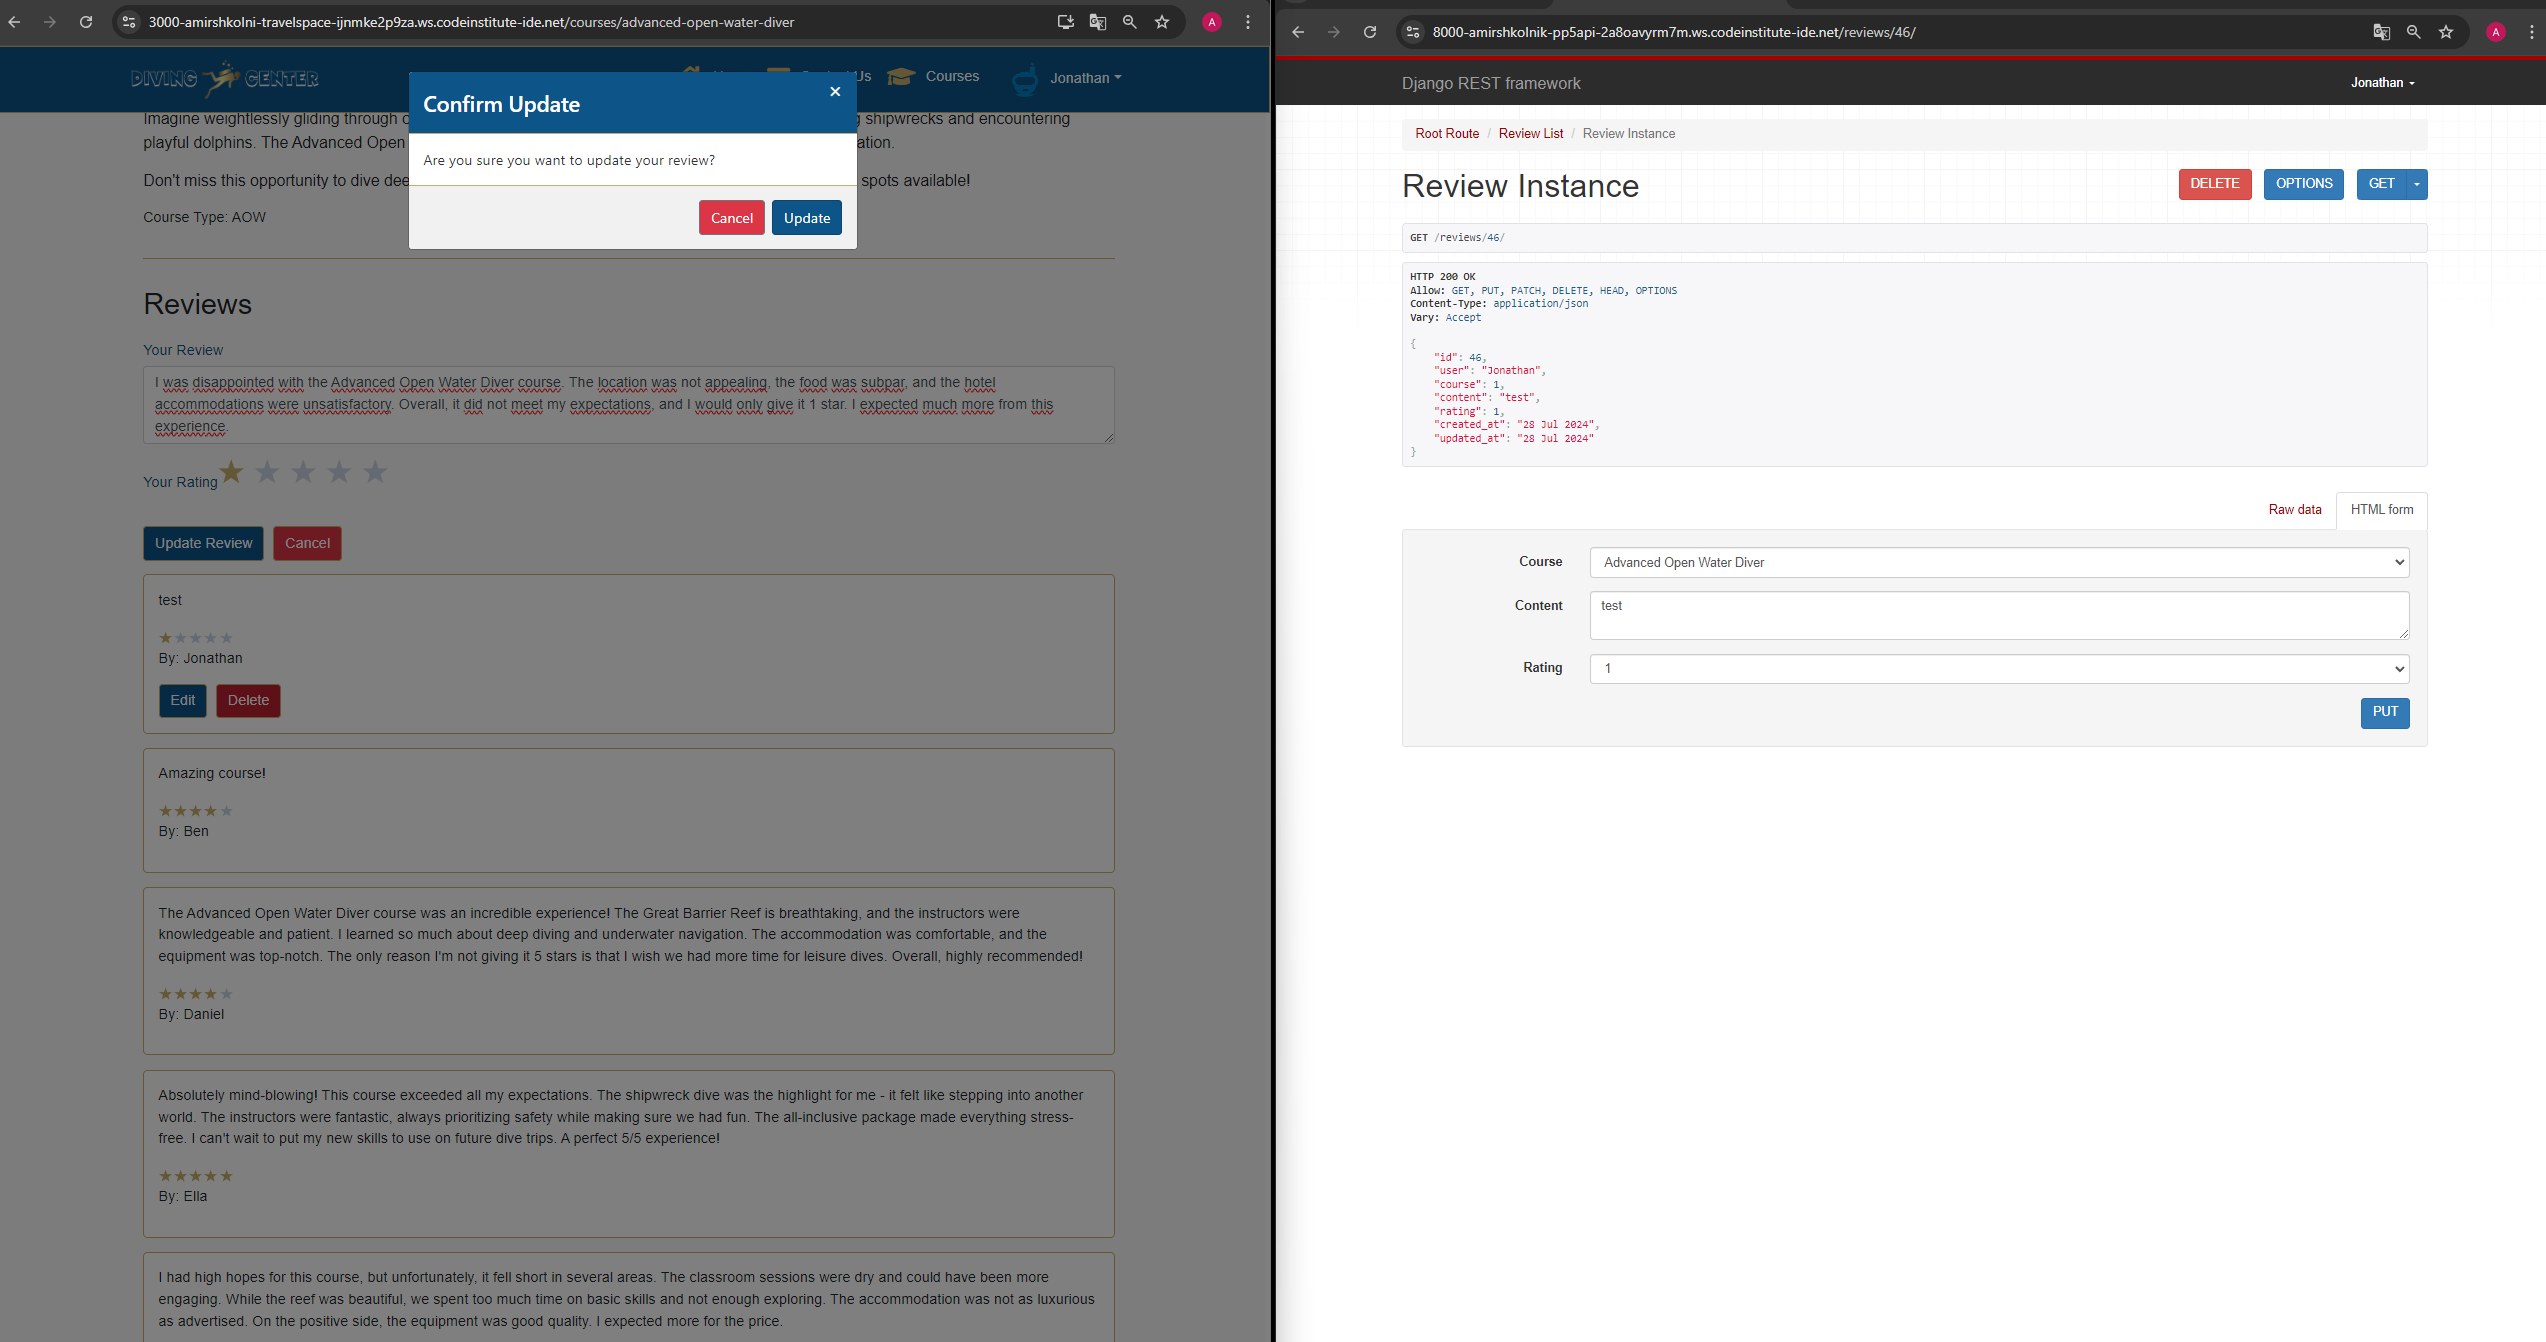 3000-amirshkolni-travelspace-ijnmke2p9za.ws.codeinstitute-ide.net/courses/advanced-open-water-diver
A
DIVING CENTER
Us
Courses
Jonathan
Confirm Update
×
Are you sure you want to update your review?
Cancel
Update
Imagine weightlessly gliding through
shipwrecks and encountering
playful dolphins. The Advanced Open
ation.
Don't miss this opportunity to dive dee
spots available!
Course Type: AOW
Reviews
Your Review
I was disappointed with the Advanced Open Water Diver course. The location was not appealing, the food was subpar, and the hotel
accommodations were unsatisfactory. Overall, it did not meet my expectations, and I would only give it 1 star. I expected much more from this
experience.
Your Rating
Update Review
Cancel
test
By: Jonathan
Edit
Delete
Amazing course!
By: Ben
The Advanced Open Water Diver course was an incredible experience! The Great Barrier Reef is breathtaking, and the instructors were
knowledgeable and patient. I learned so much about deep diving and underwater navigation. The accommodation was comfortable, and the
equipment was top-notch. The only reason I'm not giving it 5 stars is that I wish we had more time for leisure dives. Overall, highly recommended!
By: Daniel
Absolutely mind-blowing! This course exceeded all my expectations. The shipwreck dive was the highlight for me - it felt like stepping into another
world. The instructors were fantastic, always prioritizing safety while making sure we had fun. The all-inclusive package made everything stress-
free. I can't wait to put my new skills to use on future dive trips. A perfect 5/5 experience!
By: Ella
I had high hopes for this course, but unfortunately, it fell short in several areas. The classroom sessions were dry and could have been more
engaging. While the reef was beautiful, we spent too much time on basic skills and not enough exploring. The accommodation was not as luxurious
as advertised. On the positive side, the equipment was good quality. I expected more for the price.
8000-amirshkolnik-pp5api-2a8oavyrm7m.ws.codeinstitute-ide.net/reviews/46/
A
Django REST framework
Jonathan
Root Route / Review List / Review Instance
Review Instance
DELETE
OPTIONS
GET
GET /reviews/46/
HTTP 200 OK
Allow: GET, PUT, PATCH, DELETE, HEAD, OPTIONS
Content-Type: application/json
Vary: Accept
{
"id": 46,
"user": "Jonathan",
"course": 1,
"content": "test",
"rating": 1,
"created_at": "28 Jul 2024",
"updated_at": "28 Jul 2024"
}
Raw data
HTML form
Course
Advanced Open Water Diver
Content
test
Rating
1
PUT